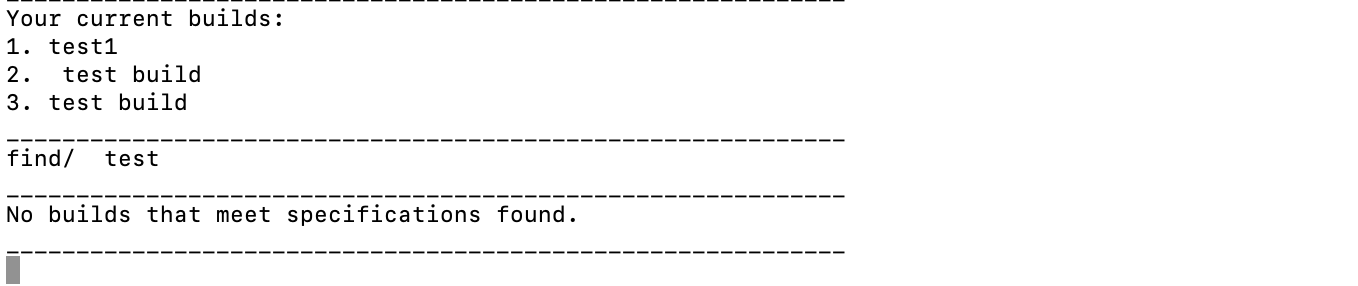 Your current builds:
1. test1
2.  test build
3. test build
____________________________________________________________
find/  test
____________________________________________________________
No builds that meet specifications found.
____________________________________________________________